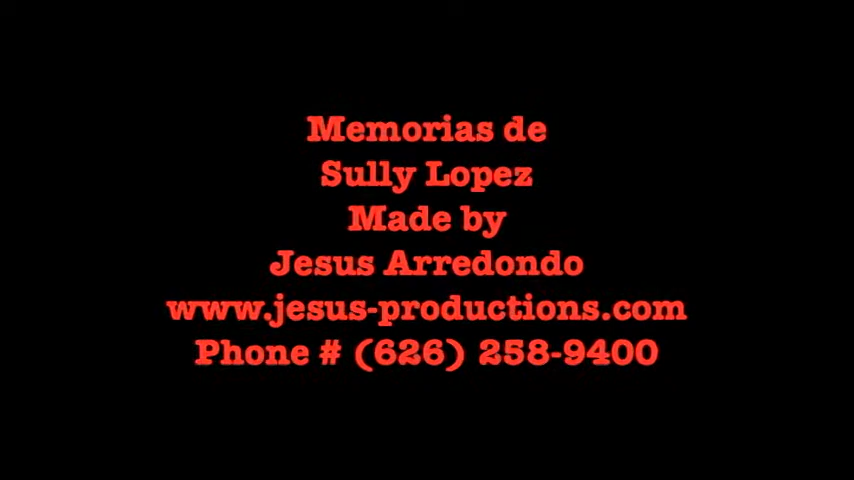 Memorias de
Sully Lopez
Made by
Jesus Arredondo
www.jesus-productions.com
Phone # (626) 258-9400